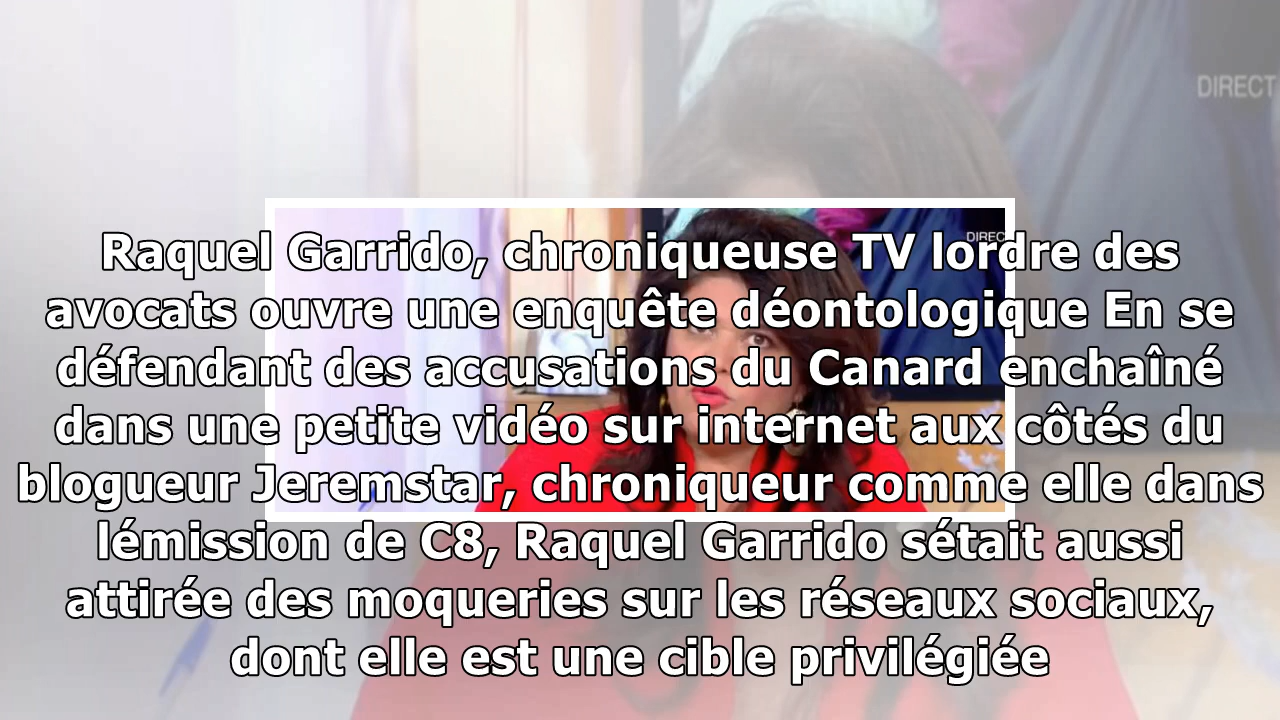 DIRECT
DIREC
Raquel Garrido, chroniqueuse TV lordre des
avocats ouvre une enquête déontologique En se
défendant des accusations du Canard enchaîné
dans une petite vidéo sur internet aux côtés du
blogueur Jeremstar, chroniqueur comme elle dans
lémission de C8, Raquel Garrido sétait aussi
attirée des moqueries sur les réseaux sociaux,
dont elle est une cible privilégiée